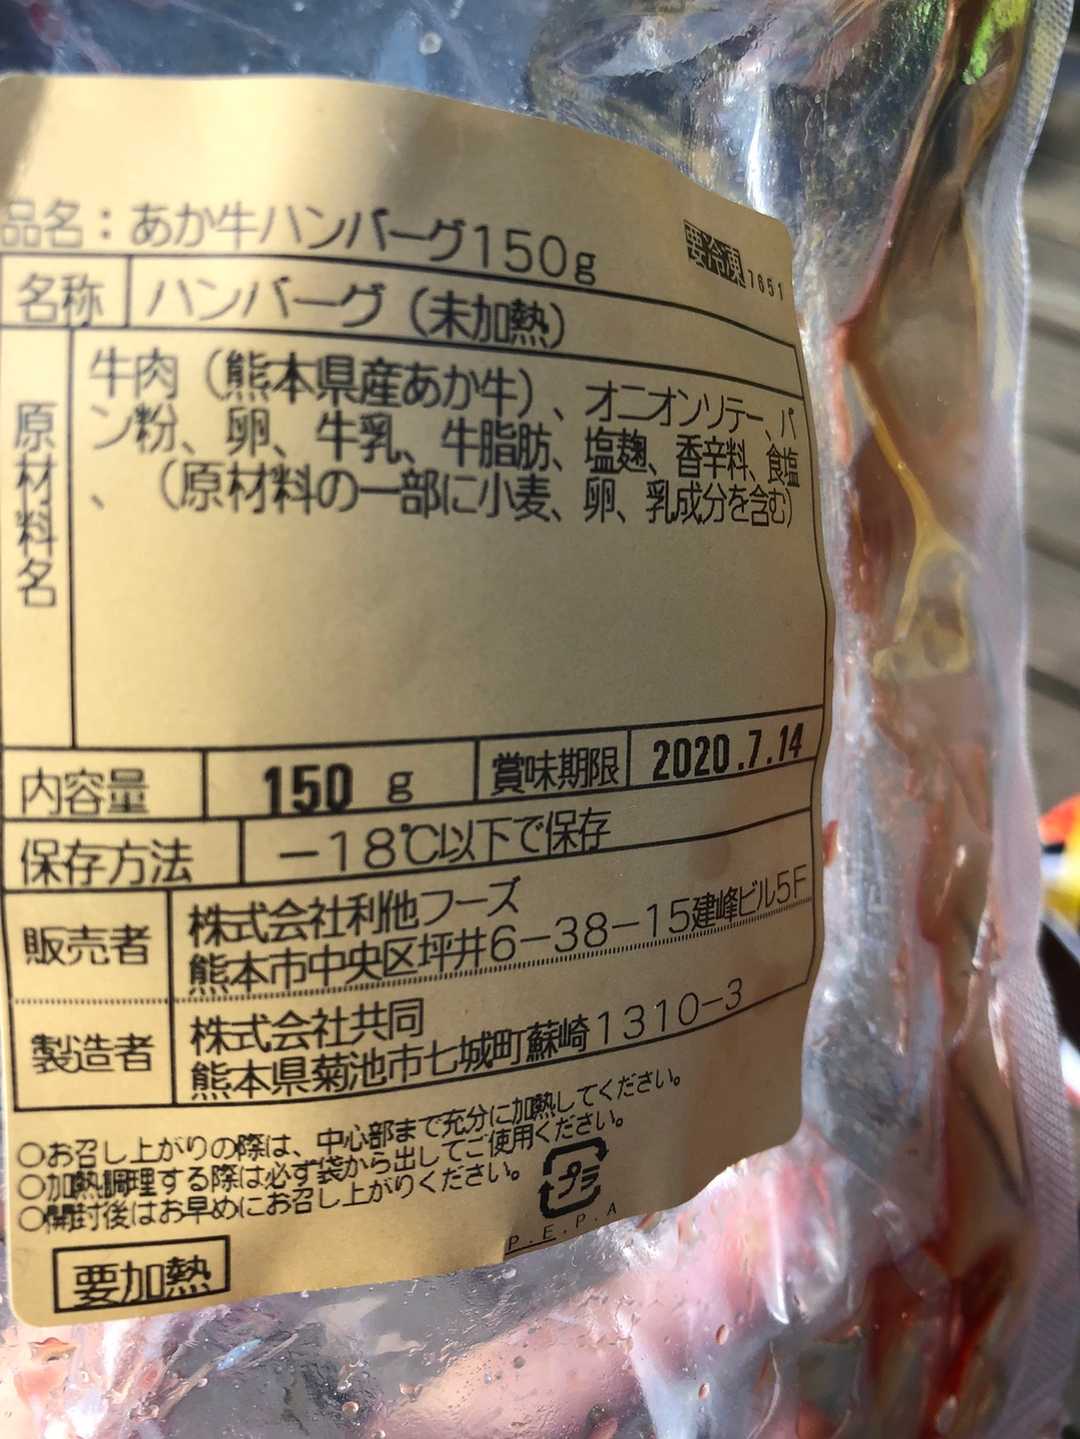 品名：あか牛ハンバーグ150g
要冷凍 7651
名称 ハンバーグ（未加熱）
原材料名
牛肉（熊本県産あか牛）、オニオンソテー、パ
ン粉、卵、牛乳、牛脂肪、塩麹、香辛料、食塩
、（原材料の一部に小麦、卵、乳成分を含む）
内容量 150 g 賞味期限 2020.7.14
保存方法 －18℃以下で保存
販売者 株式会社利他フーズ
熊本市中央区坪井6－38－15建峰ビル5F
製造者 株式会社共同
熊本県菊池市七城町蘇崎1310-3
○お召し上がりの際は、中心部まで充分に加熱してください。
○加熱調理する際は必ず袋から出してご使用ください。
○開封後はお早めにお召し上がりください。
プラ
P.E.P.A
要加熱